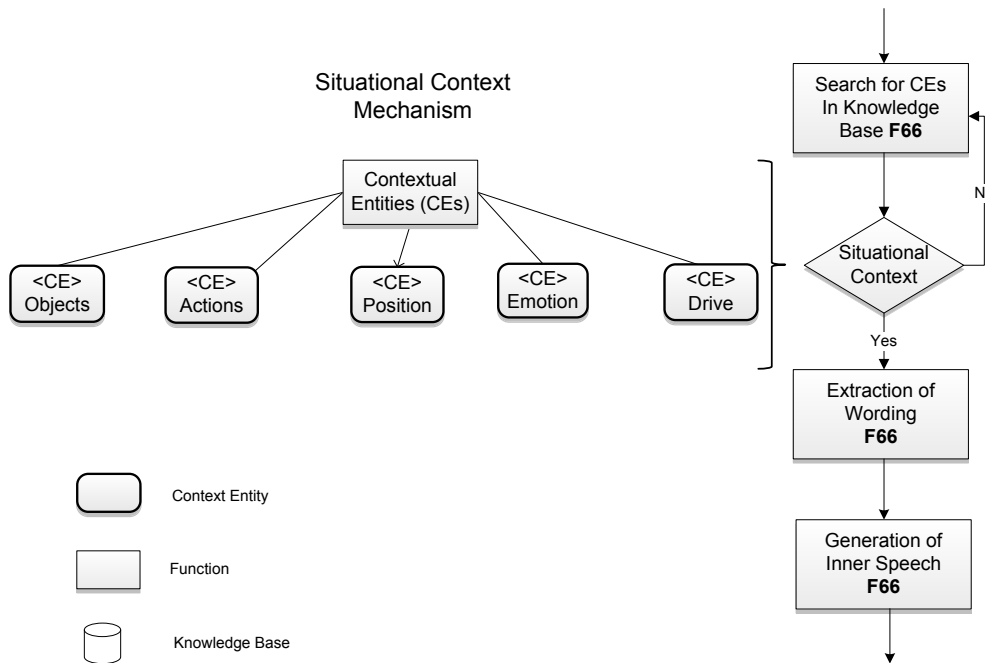 Situational Context
Mechanism
Contextual
Entities (CEs)
<CE>
Objects
<CE>
Actions
<CE>
Position
<CE>
Emotion
<CE>
Drive
Search for CEs
In Knowledge
Base F66
N
Situational
Context
Yes
Extraction of
Wording
F66
Generation of
Inner Speech
F66
Context Entity
Function
Knowledge Base